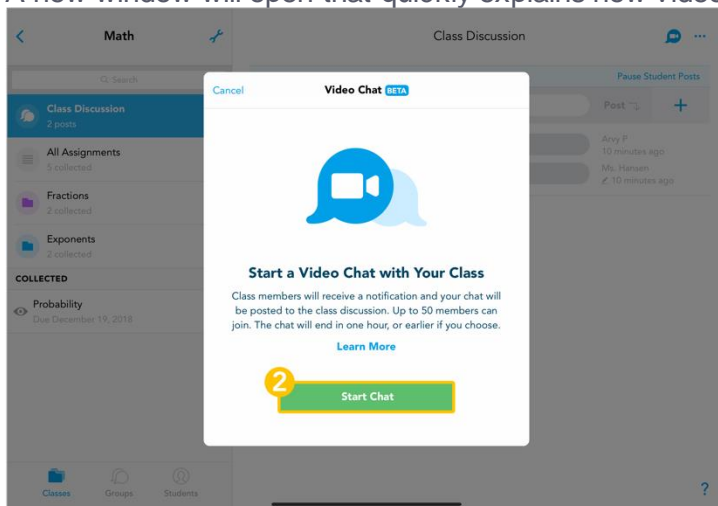 A new window will open that quickly explains how video
Math
Class Discussion
Q Search
Class Discussion
2 posts
All Assignments
5 collected
Fractions
2 collected
Exponents
2 collected
COLLECTED
Probability
Due December 19, 2018
Classes
Groups
Students
Cancel
Video Chat BETA
Start a Video Chat with Your Class
Class members will receive a notification and your chat will
be posted to the class discussion. Up to 50 members can
join. The chat will end in one hour, or earlier if you choose.
Learn More
2
Start Chat
Pause Student Posts
Post
Arvy P
10 minutes ago
Ms. Hansen
10 minutes ago
?